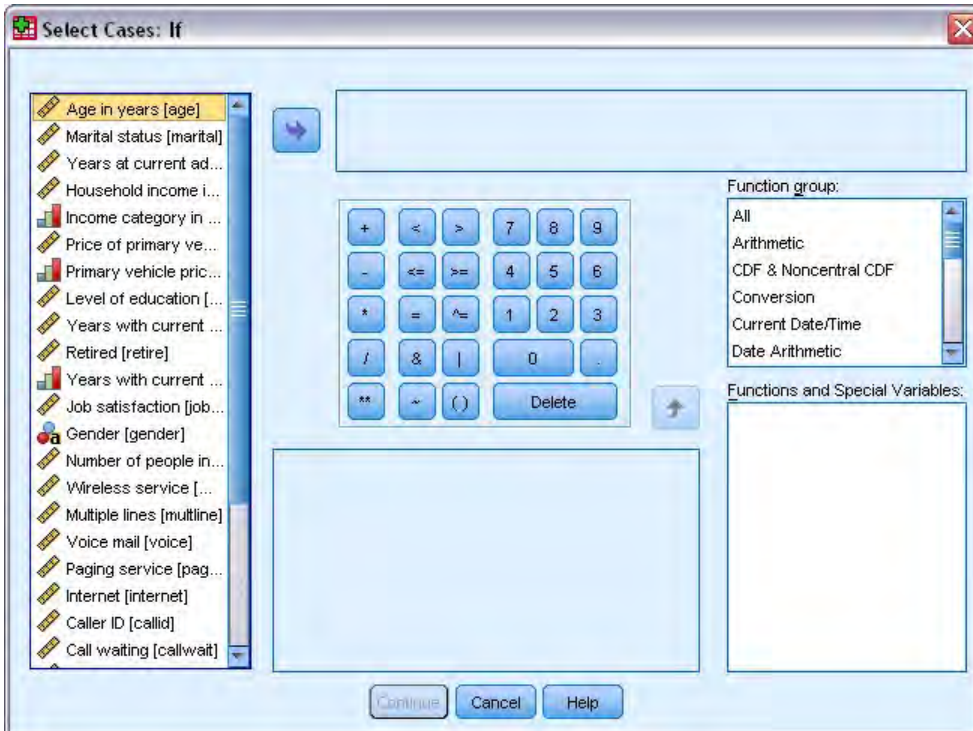 Select Cases: If
Age in years [age]
Marital status [marital]
Years at current ad...
Household income i...
Income category in ...
Price of primary ve...
Primary vehicle pric...
Level of education [...
Years with current ...
Retired [retire]
Years with current ...
Job satisfaction [job...
Gender [gender]
Number of people in...
Wireless service [...
Multiple lines [multline]
Voice mail [voice]
Paging service [pag...
Internet [internet]
Caller ID [callid]
Call waiting [callwait]
+ < > 7 8 9
- <= >= 4 5 6
* = ~= 1 2 3
/ & | 0 .
** ~ ( ) Delete
Function group:
All
Arithmetic
CDF & Noncentral CDF
Conversion
Current Date/Time
Date Arithmetic
Functions and Special Variables:
Continue Cancel Help